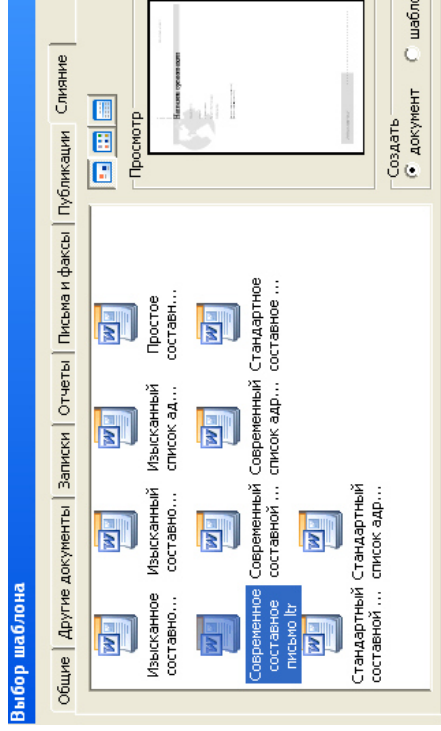 Выбор шаблона
Общие
Другие документы
Записки
Отчеты
Письма и факсы
Публикации
Слияние
Изысканное
составно...
Изысканный
составно...
Изысканный
список ад...
Простое
составн...
Современное
составное
письмо ltr
Современный
составной ...
Современный
список адр...
Стандартное
составное ...
Стандартный
составной ...
Стандартный
список адр...
Просмотр
Создать
документ
шабло